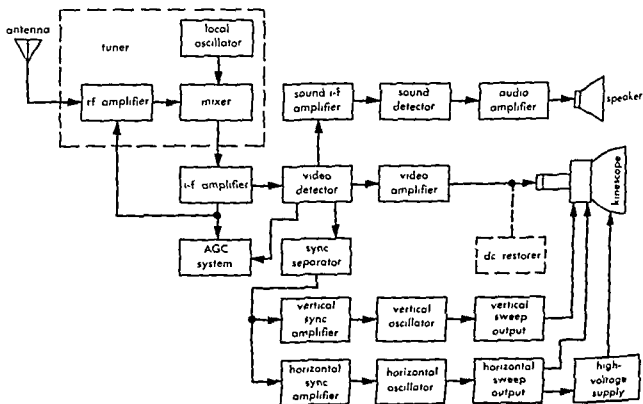 antenna
tuner
local
oscillator
rf amplifier
mixer
sound i-f
amplifier
sound
detector
audio
amplifier
speaker
i-f amplifier
video
detector
video
amplifier
kinescope
AGC
system
sync
separator
dc restorer
vertical
sync
amplifier
vertical
oscillator
vertical
sweep
output
horizontal
sync
amplifier
horizontal
oscillator
horizontal
sweep
output
high-
voltage
supply